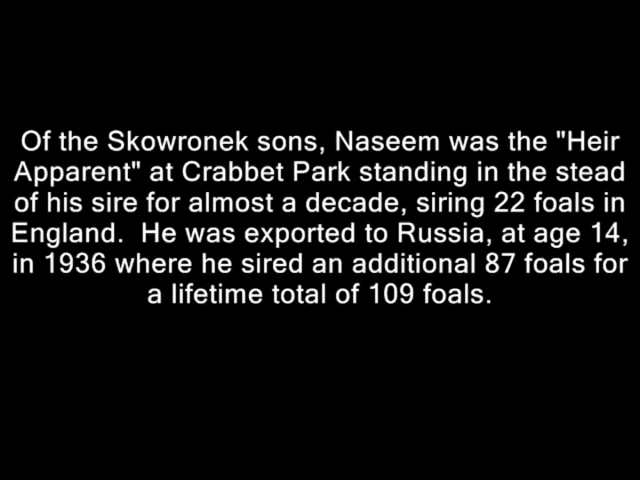 Of the Skowronek sons, Naseem was the "Heir
Apparent" at Crabbet Park standing in the stead
of his sire for almost a decade, siring 22 foals in
England.  He was exported to Russia, at age 14,
in 1936 where he sired an additional 87 foals for
a lifetime total of 109 foals.